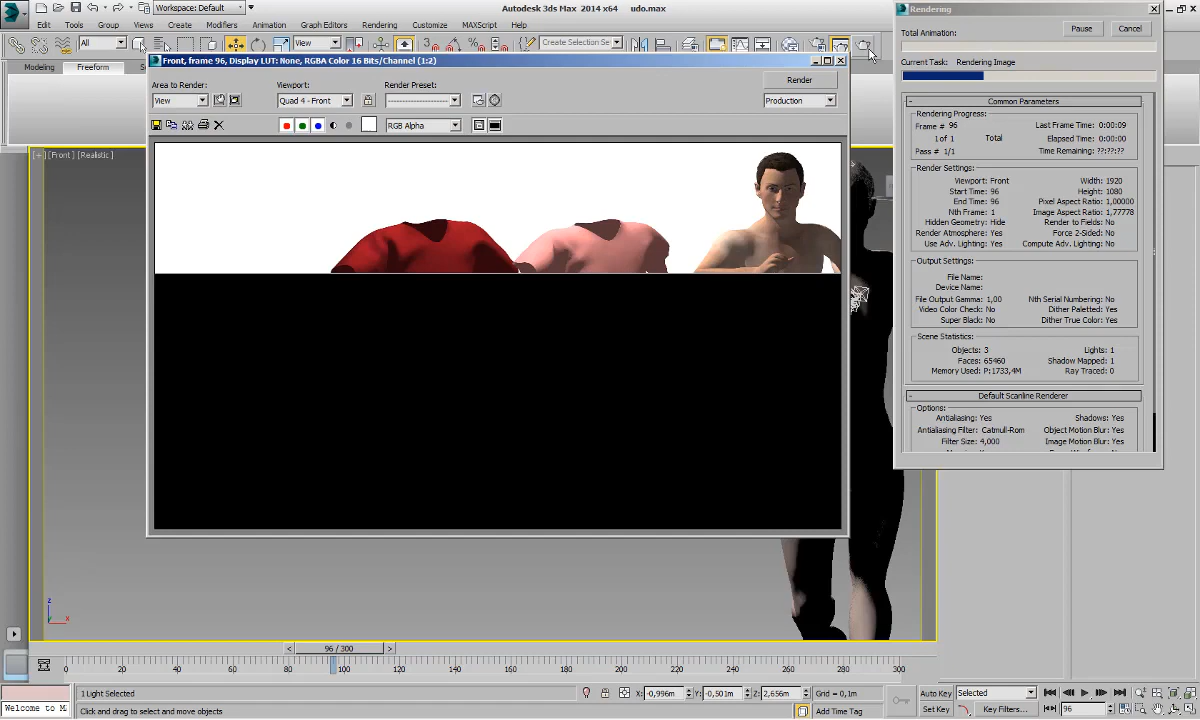 Autodesk 3ds Max 2014 x64 udo.max
Workspace: Default
Edit Tools Group Views Create Modifiers Animation Graph Editors Rendering Customize MAXScript Help
All
View
Create Selection Se
Modeling Freeform
Front, frame 96, Display LUT: None, RGBA Color 16 Bits/Channel (1:2)
Area to Render:
View
Viewport:
Quad 4 - Front
Render Preset:
Render
Production
RGB Alpha
[+] [Front] [Realistic]
Rendering
Total Animation:
Pause
Cancel
Current Task: Rendering Image
Common Parameters
Rendering Progress:
Frame # 96
Last Frame Time: 0:00:09
1 of 1 Total
Elapsed Time: 0:00:00
Pass # 1/1
Time Remaining: ??:??:??
Render Settings:
Viewport: Front
Width: 1920
Start Time: 96
Height: 1080
End Time: 96
Pixel Aspect Ratio: 1,00000
Nth Frame: 1
Image Aspect Ratio: 1,77778
Hidden Geometry: Hide
Render to Fields: No
Render Atmosphere: Yes
Force 2-Sided: No
Use Adv. Lighting: Yes
Compute Adv. Lighting: No
Output Settings:
File Name:
Device Name:
File Output Gamma: 1,00
Nth Serial Numbering: No
Video Color Check: No
Dither Paletted: Yes
Super Black: No
Dither True Color: Yes
Scene Statistics:
Objects: 3
Lights: 1
Faces: 65460
Shadow Mapped: 1
Memory Used: P:1733,4M
Ray Traced: 0
Default Scanline Renderer
Options:
Antialiasing: Yes
Shadows: Yes
Antialiasing Filter: Catmull-Rom
Object Motion Blur: Yes
Filter Size: 4,000
Image Motion Blur: Yes
z
x
< 96 / 300 >
0 20 40 60 80 100 120 140 160 180 200 220 240 260 280 300
1 Light Selected
X: -0,996m Y: -0,501m Z: 2,656m Grid = 0,1m
Auto Key Selected
Welcome to M
Click and drag to select and move objects
Add Time Tag
Set Key Key Filters... 96